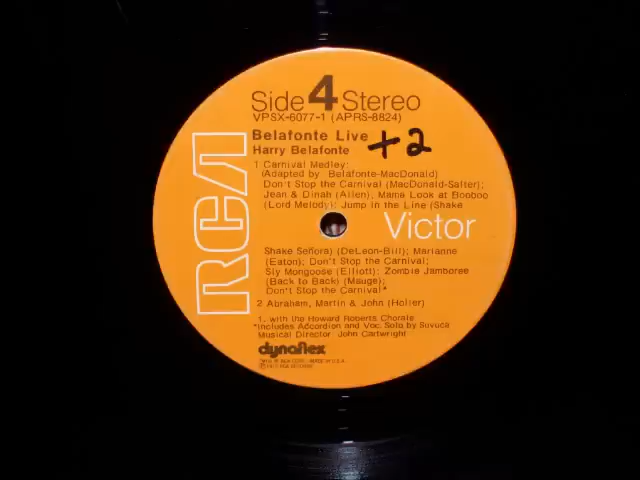 Side 4 Stereo
VPSX-6077-1 (APRS-8824)
Belafonte Live +2
Harry Belafonte
1 Carnival Medley:
(Adapted by Belafonte-MacDonald)
Don't Stop the Carnival (MacDonald-Salter);
Jean & Dinah (Allen); Mama Look at Booboo
(Lord Melody); Jump in the Line (Shake
RCA Victor
Shake Señora) (DeLeon-Bill); Marianne
(Eaton); Don't Stop the Carnival;
Sly Mongoose (Elliott); Zombie Jamboree
(Back to Back) (Mauge);
Don't Stop the Carnival*
2 Abraham, Martin & John (Holler)
1. with the Howard Roberts Chorale
*Includes Accordion and Voc. Solo by Sivuca
Musical Director John Cartwright
dynaflex